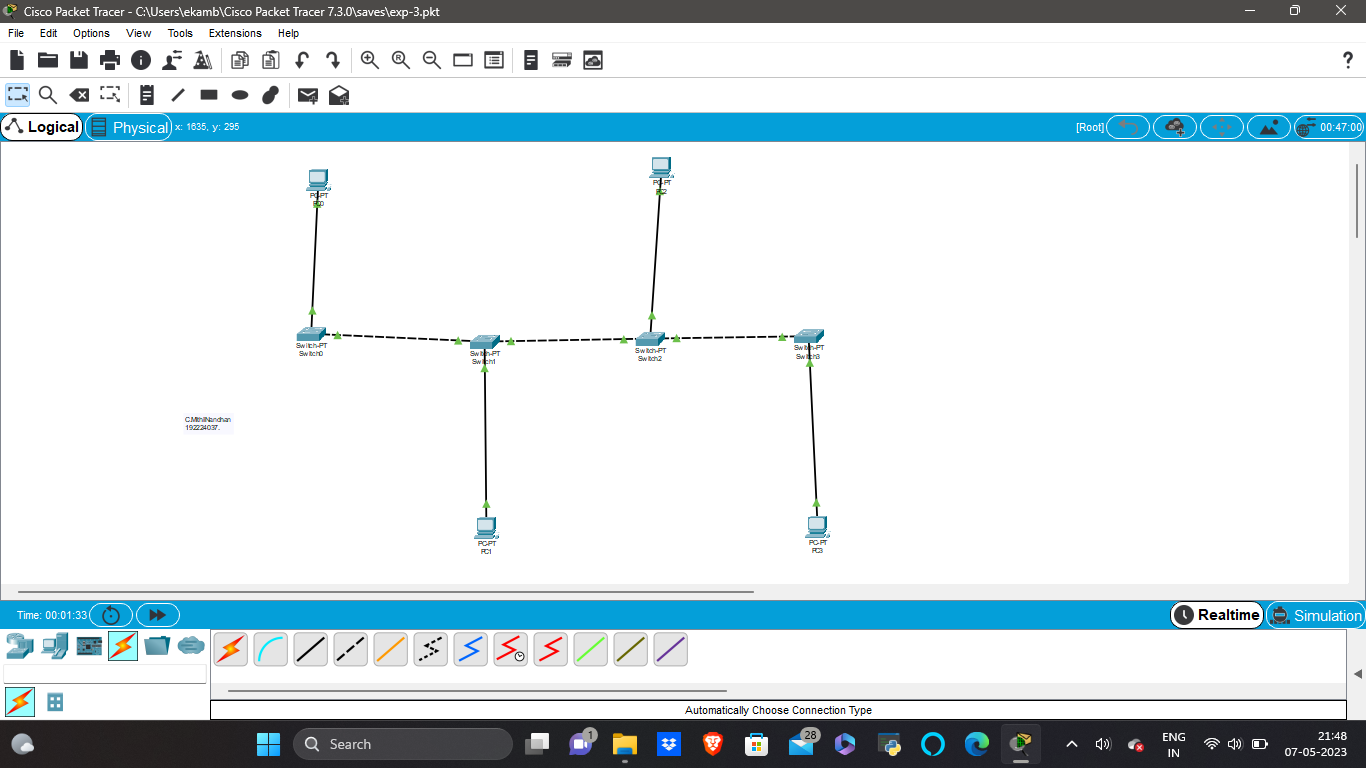 Cisco Packet Tracer - C:\Users\ekamb\Cisco Packet Tracer 7.3.0\saves\exp-3.pkt
File Edit Options View Tools Extensions Help
Logical Physical x: 1635, y: 295 [Root] 00:47:00
PC-PT
PC0
PC-PT
PC2
Switch-PT
Switch0
Switch-PT
Switch1
Switch-PT
Switch2
Switch-PT
Switch3
C.MithilNandhan
192224037.
PC-PT
PC1
PC-PT
PC3
Time: 00:01:33 Realtime Simulation
Automatically Choose Connection Type
Search
1
28
ENG
IN
21:48
07-05-2023